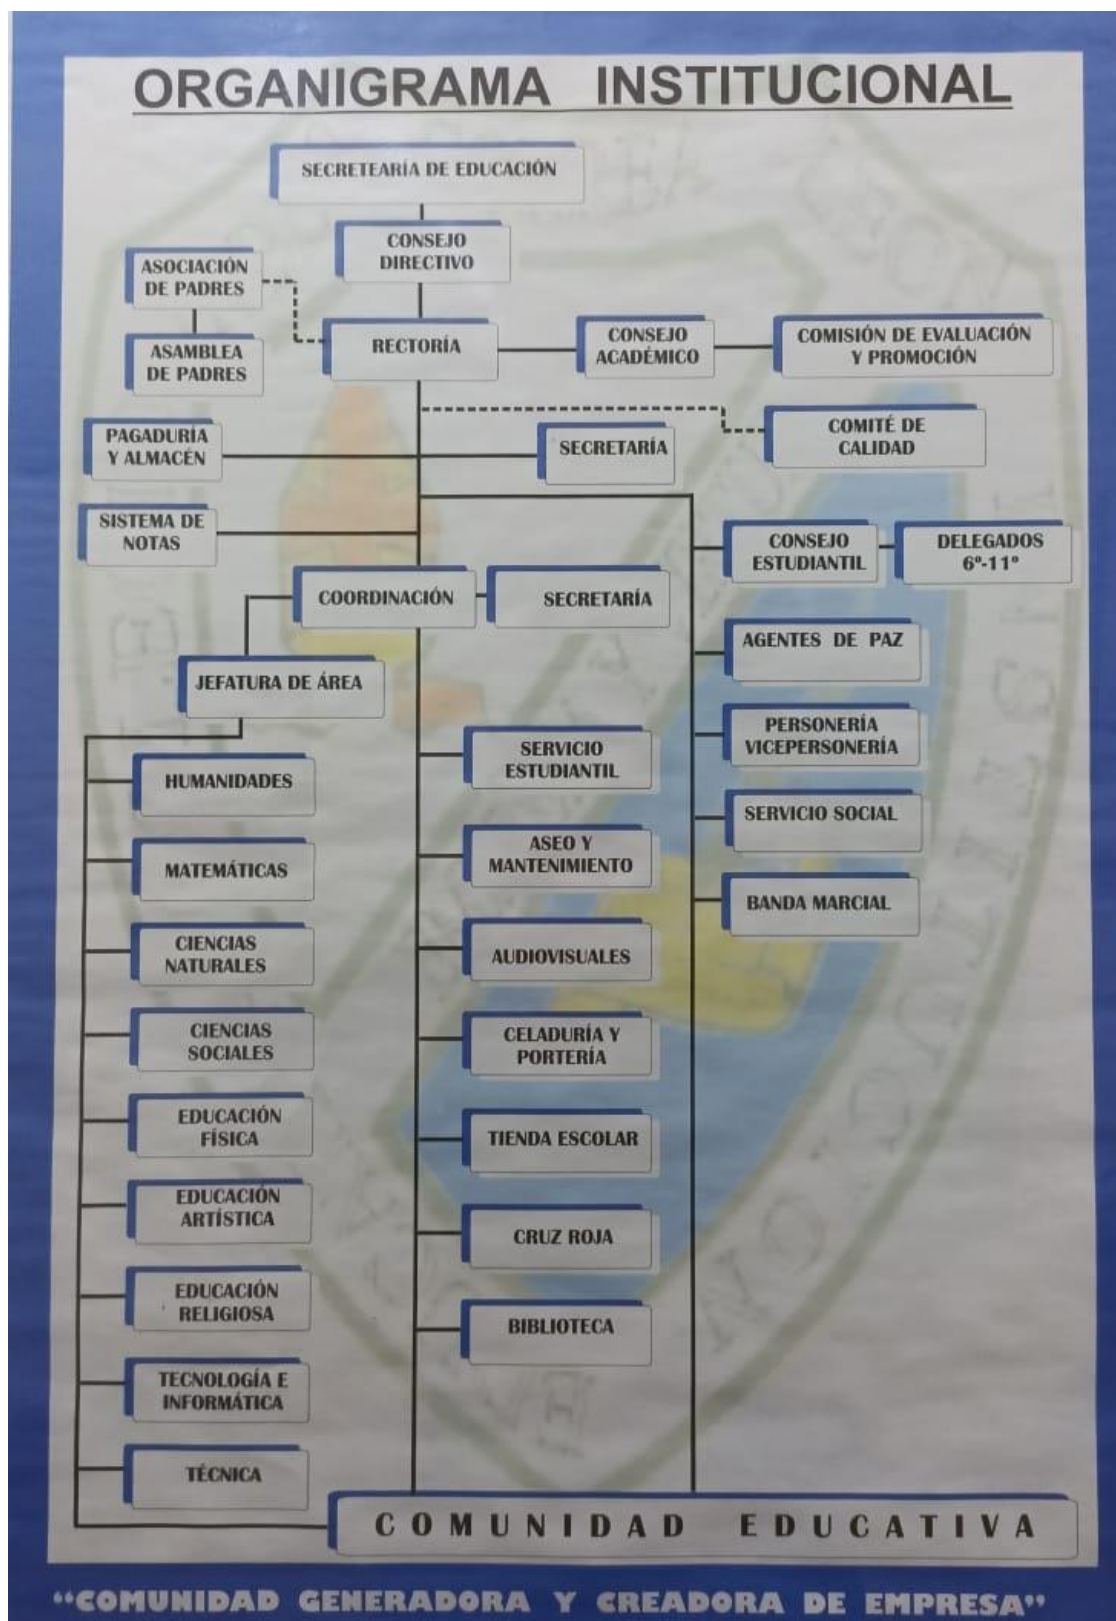 ORGANIGRAMA INSTITUCIONAL
SECRETEARÍA DE EDUCACIÓN
CONSEJO
DIRECTIVO
ASOCIACIÓN
DE PADRES
ASAMBLEA
DE PADRES
RECTORÍA
CONSEJO
ACADÉMICO
COMISIÓN DE EVALUACIÓN
Y PROMOCIÓN
PAGADURÍA
Y ALMACÉN
SECRETARÍA
COMITÉ DE
CALIDAD
SISTEMA DE
NOTAS
CONSEJO
ESTUDIANTIL
DELEGADOS
6º-11º
COORDINACIÓN
SECRETARÍA
AGENTES DE PAZ
JEFATURA DE ÁREA
PERSONERÍA
VICEPERSONERÍA
SERVICIO SOCIAL
BANDA MARCIAL
HUMANIDADES
MATEMÁTICAS
CIENCIAS
NATURALES
CIENCIAS
SOCIALES
EDUCACIÓN
FÍSICA
EDUCACIÓN
ARTÍSTICA
EDUCACIÓN
RELIGIOSA
TECNOLOGÍA E
INFORMÁTICA
TÉCNICA
SERVICIO
ESTUDIANTIL
ASEO Y
MANTENIMIENTO
AUDIOVISUALES
CELADURÍA Y
PORTERÍA
TIENDA ESCOLAR
CRUZ ROJA
BIBLIOTECA
COMUNIDAD EDUCATIVA
“COMUNIDAD GENERADORA Y CREADORA DE EMPRESA”